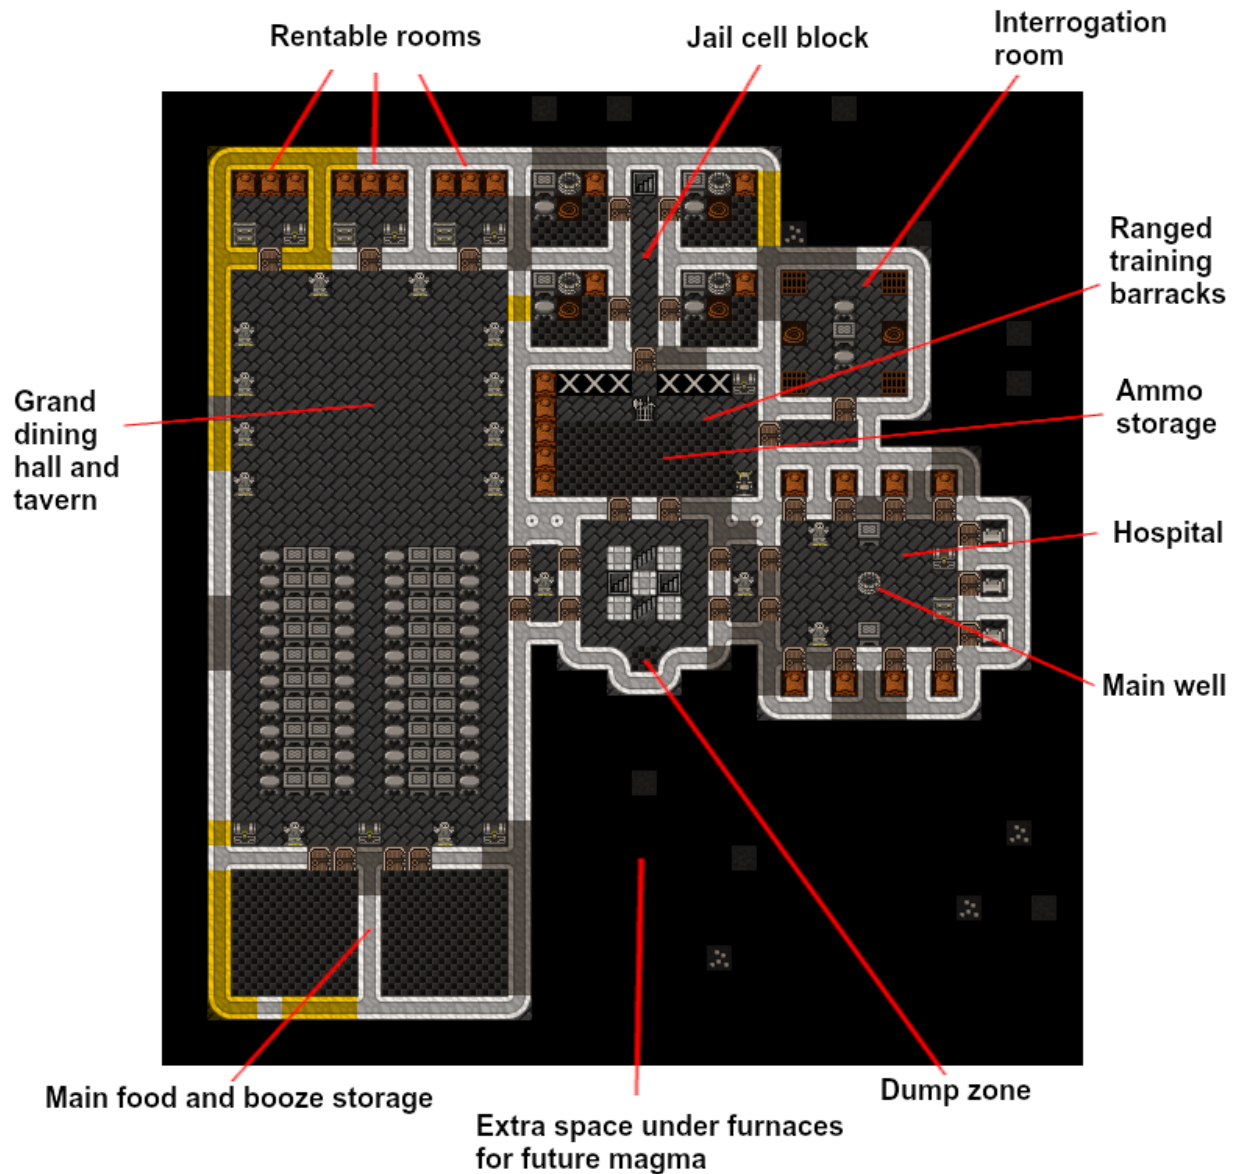 Rentable rooms
Jail cell block
Interrogation
room
Ranged
training
barracks
Ammo
storage
Grand
dining
hall and
tavern
Hospital
Main well
Main food and booze storage
Dump zone
Extra space under furnaces
for future magma